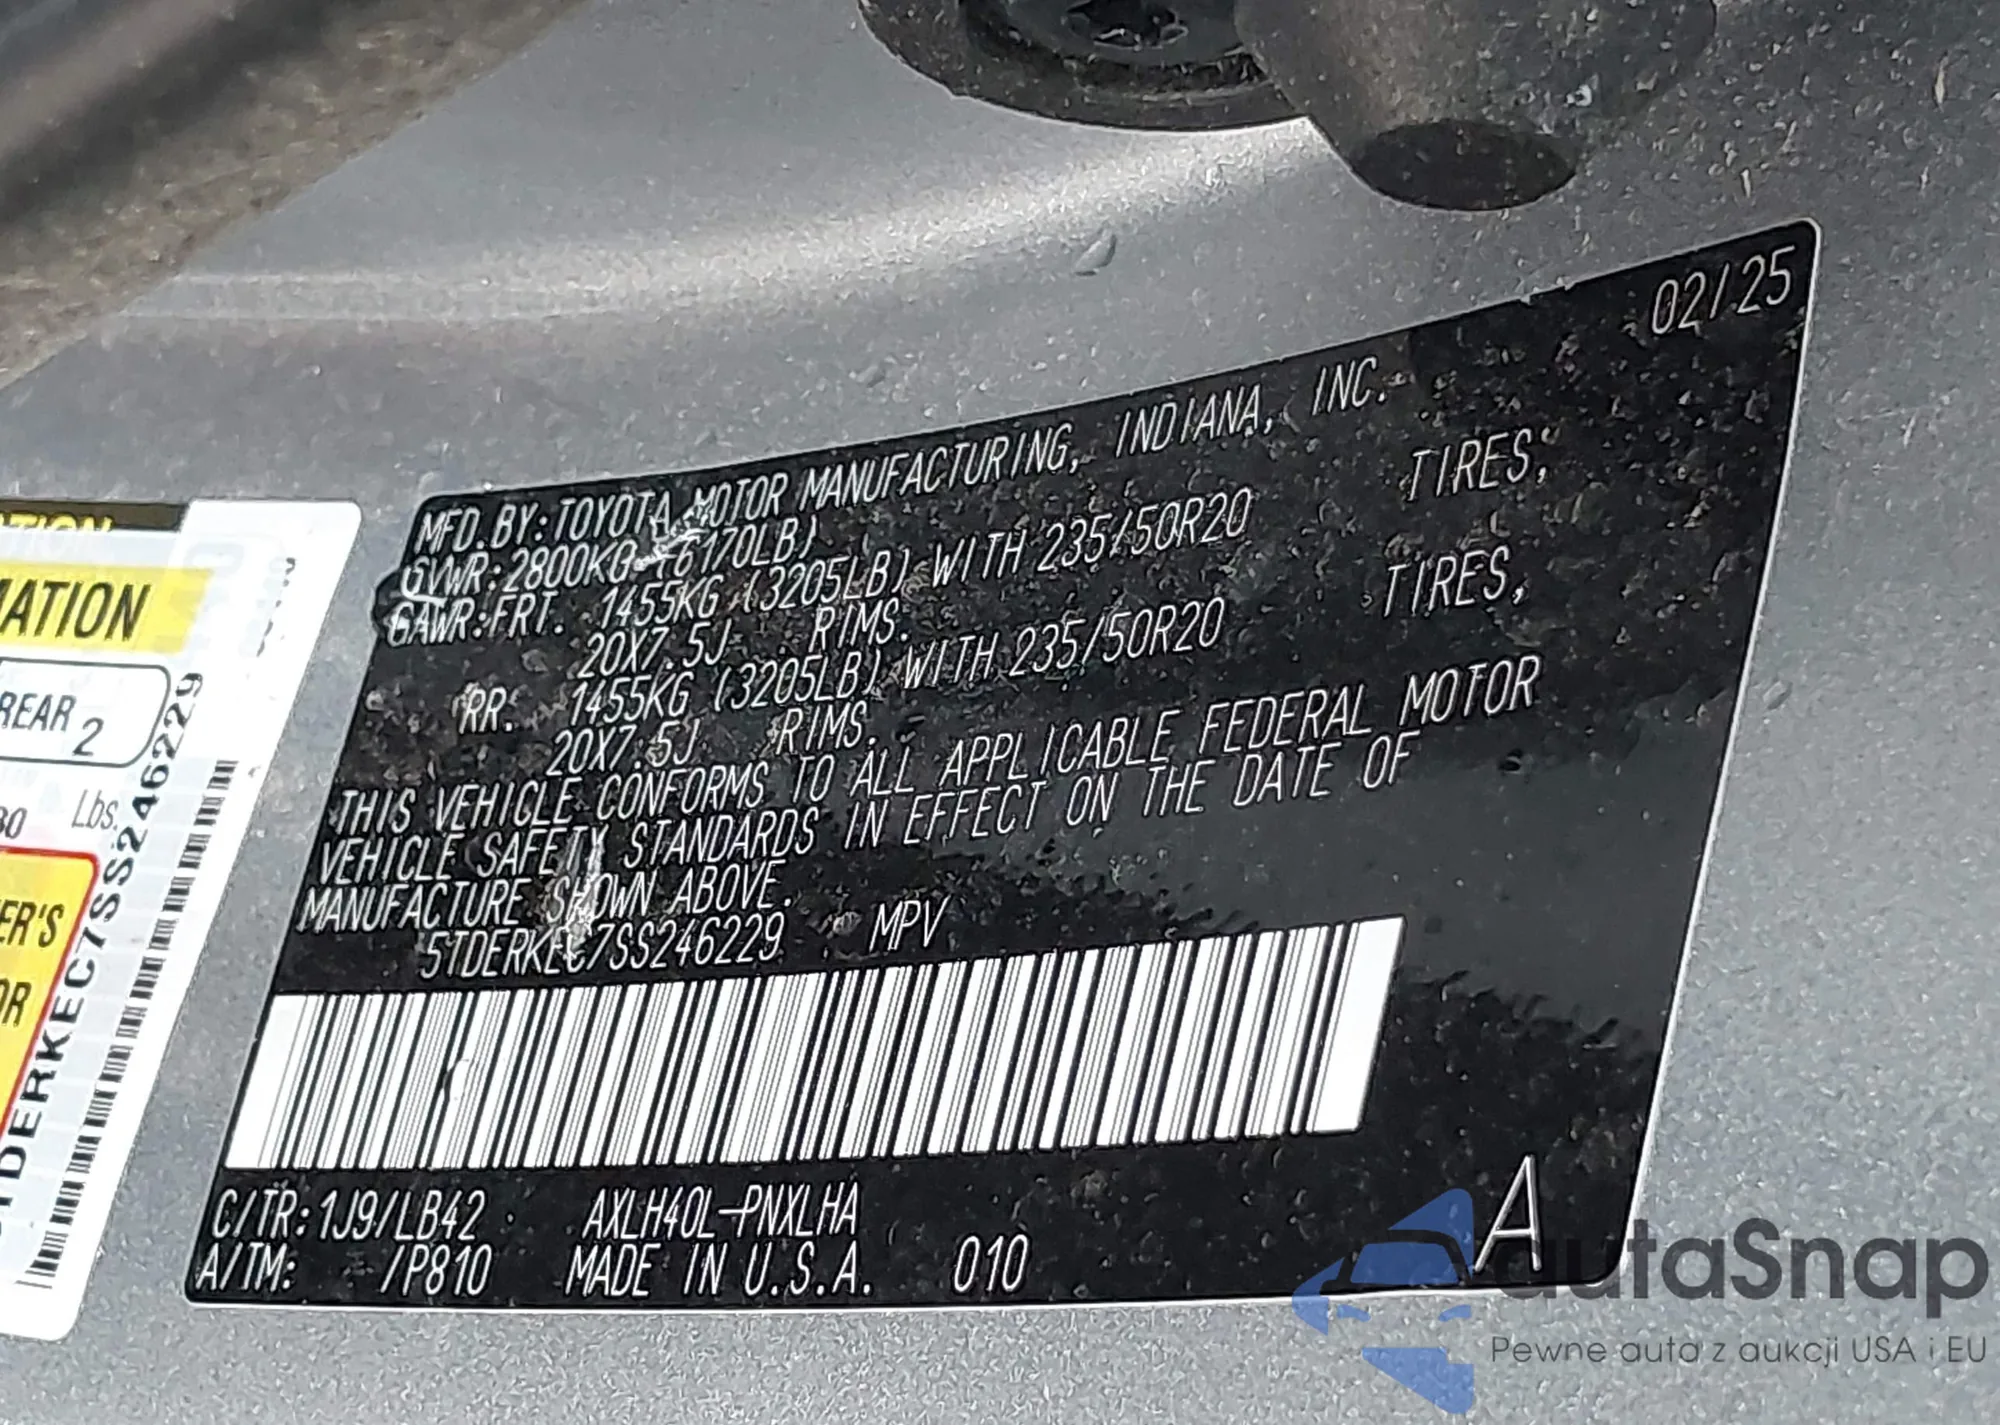 02/25
MFD. BY: TOYOTA MOTOR MANUFACTURING, INDIANA, INC.
GVWR: 2800KG (6170LB)
GAWR: FRT. 1455KG (3205LB) WITH 235/50R20 TIRES,
20X7.5J RIMS.
RR: 1455KG (3205LB) WITH 235/50R20 TIRES,
20X7.5J RIMS.
THIS VEHICLE CONFORMS TO ALL APPLICABLE FEDERAL MOTOR
VEHICLE SAFETY STANDARDS IN EFFECT ON THE DATE OF
MANUFACTURE SHOWN ABOVE.
5TDERKEC7SS246229 MPV
C/TR: 1J9/LB42 AXLH40L-PNXLHA
A/TM: /P810 MADE IN U.S.A. 010
A
REAR 2
Lbs.
5TDERKEC7SS246229
autaSnap
Pewne auta z aukcji USA i EU